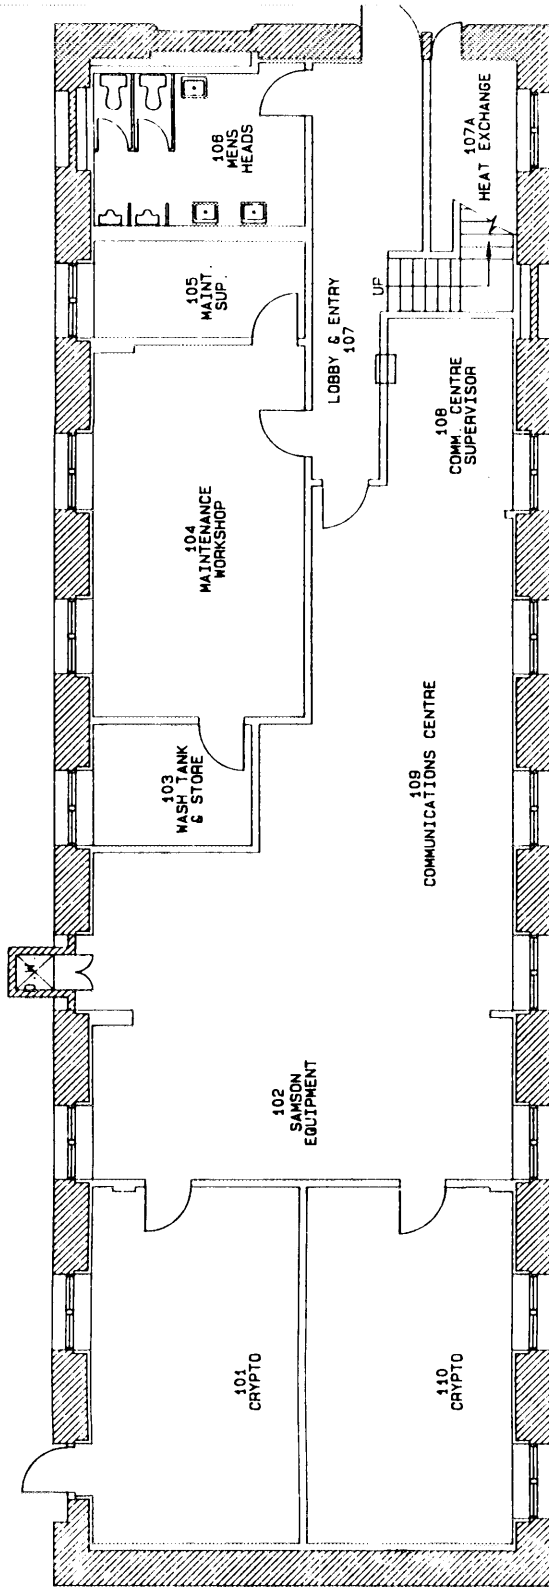 106
MENS
HEADS
107A
HEAT EXCHANGE
105
MAINT.
SUP.
UP
LOBBY & ENTRY
107
108
COMM. CENTRE
SUPERVISOR
104
MAINTENANCE
WORKSHOP
103
WASH TANK
& STORE
109
COMMUNICATIONS CENTRE
D.W.
102
SAMSON
EQUIPMENT
101
CRYPTO
110
CRYPTO